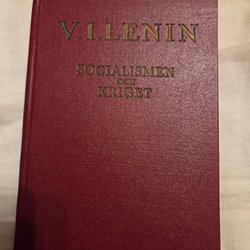 V. I. LENIN
SOCIALISMEN
OCH
KRIGET